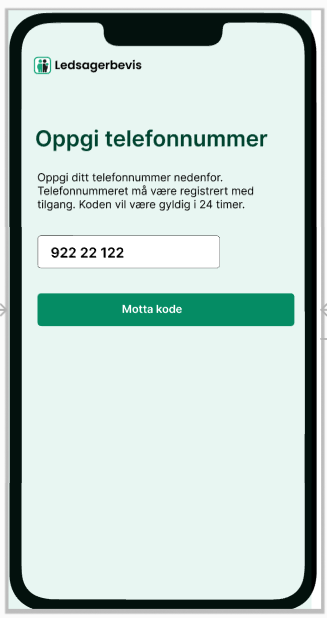 Ledsagerbevis
Oppgi telefonnummer
Oppgi ditt telefonnummer nedenfor.
Telefonnummeret må være registrert med
tilgang. Koden vil være gyldig i 24 timer.
922 22 122
Motta kode